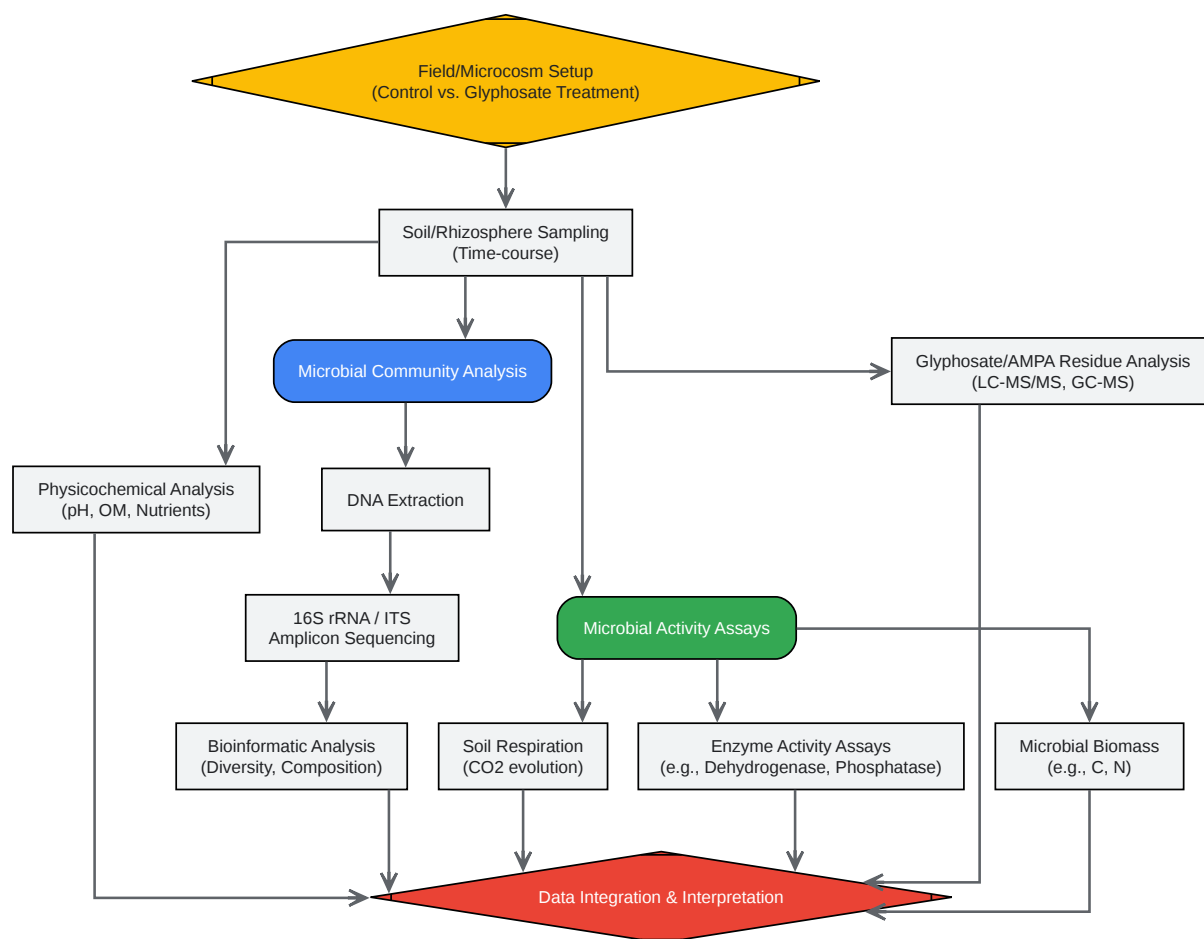 Field/Microcosm Setup
(Control vs. Glyphosate Treatment)
Soil/Rhizosphere Sampling
(Time-course)
Microbial Community Analysis
Glyphosate/AMPA Residue Analysis
(LC-MS/MS, GC-MS)
Physicochemical Analysis
(pH, OM, Nutrients)
DNA Extraction
16S rRNA / ITS
Amplicon Sequencing
Microbial Activity Assays
Bioinformatic Analysis
(Diversity, Composition)
Soil Respiration
(CO2 evolution)
Enzyme Activity Assays
(e.g., Dehydrogenase, Phosphatase)
Microbial Biomass
(e.g., C, N)
Data Integration & Interpretation